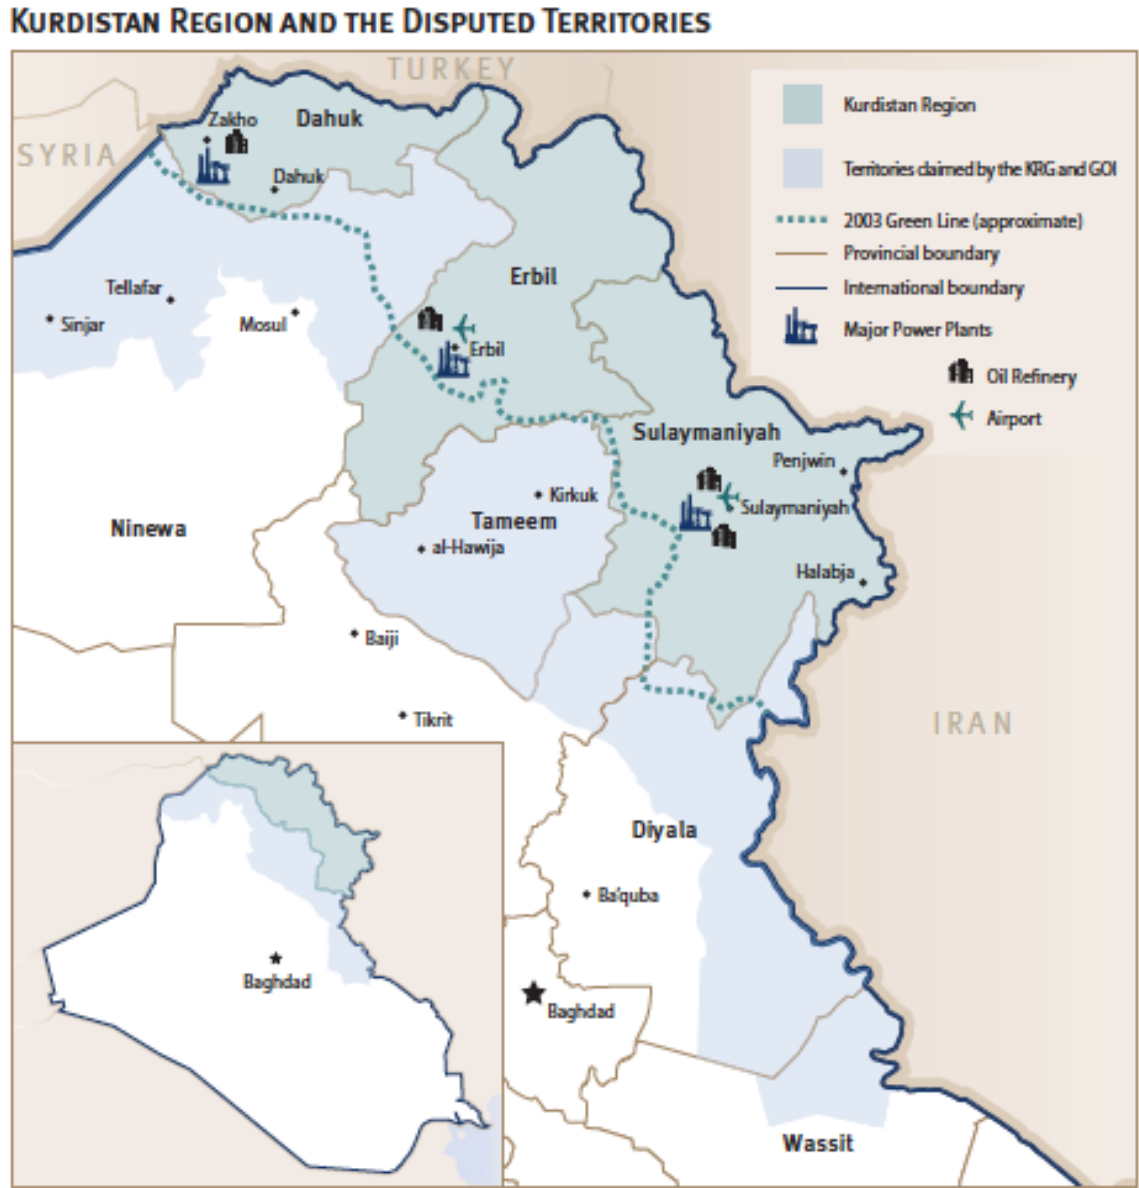 KURDISTAN REGION AND THE DISPUTED TERRITORIES
TURKEY
SYRIA
Zakho
Dahuk
Dahuk
Kurdistan Region
Territories claimed by the KRG and GOI
2003 Green Line (approximate)
Provincial boundary
International boundary
Major Power Plants
Oil Refinery
Airport
Erbil
Tellafar
Sinjar
Mosul
Erbil
Sulaymaniyah
Penjwin
Kirkuk
Sulaymaniyah
Ninewa
Tameem
al-Hawija
Halabja
Baiji
Tikrit
IRAN
Diyala
Ba'quba
Baghdad
Baghdad
Wassit